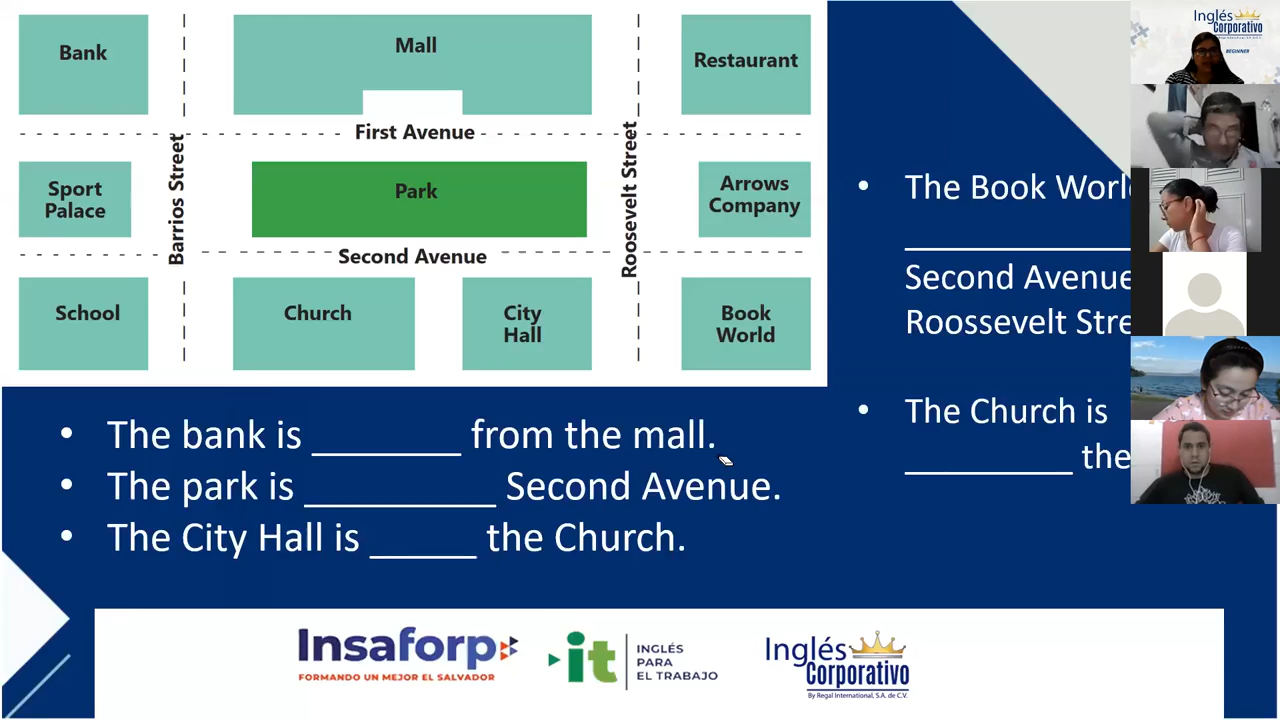 Bank
Mall
Restaurant
First Avenue
Barrios Street
Roosevelt Street
Sport
Palace
Park
Arrows
Company
Second Avenue
School
Church
City
Hall
Book
World
• The bank is ________ from the mall.
• The park is __________ Second Avenue.
• The City Hall is ______ the Church.
• The Book World
____________
Second Avenue
Roossevelt Stre
• The Church is
_________ the
Insaforp
FORMANDO UN MEJOR EL SALVADOR
it
INGLÉS
PARA
EL TRABAJO
Inglés
Corporativo
By Regal International, S.A. de C.V.
Inglés
Corporativo
BEGINNER